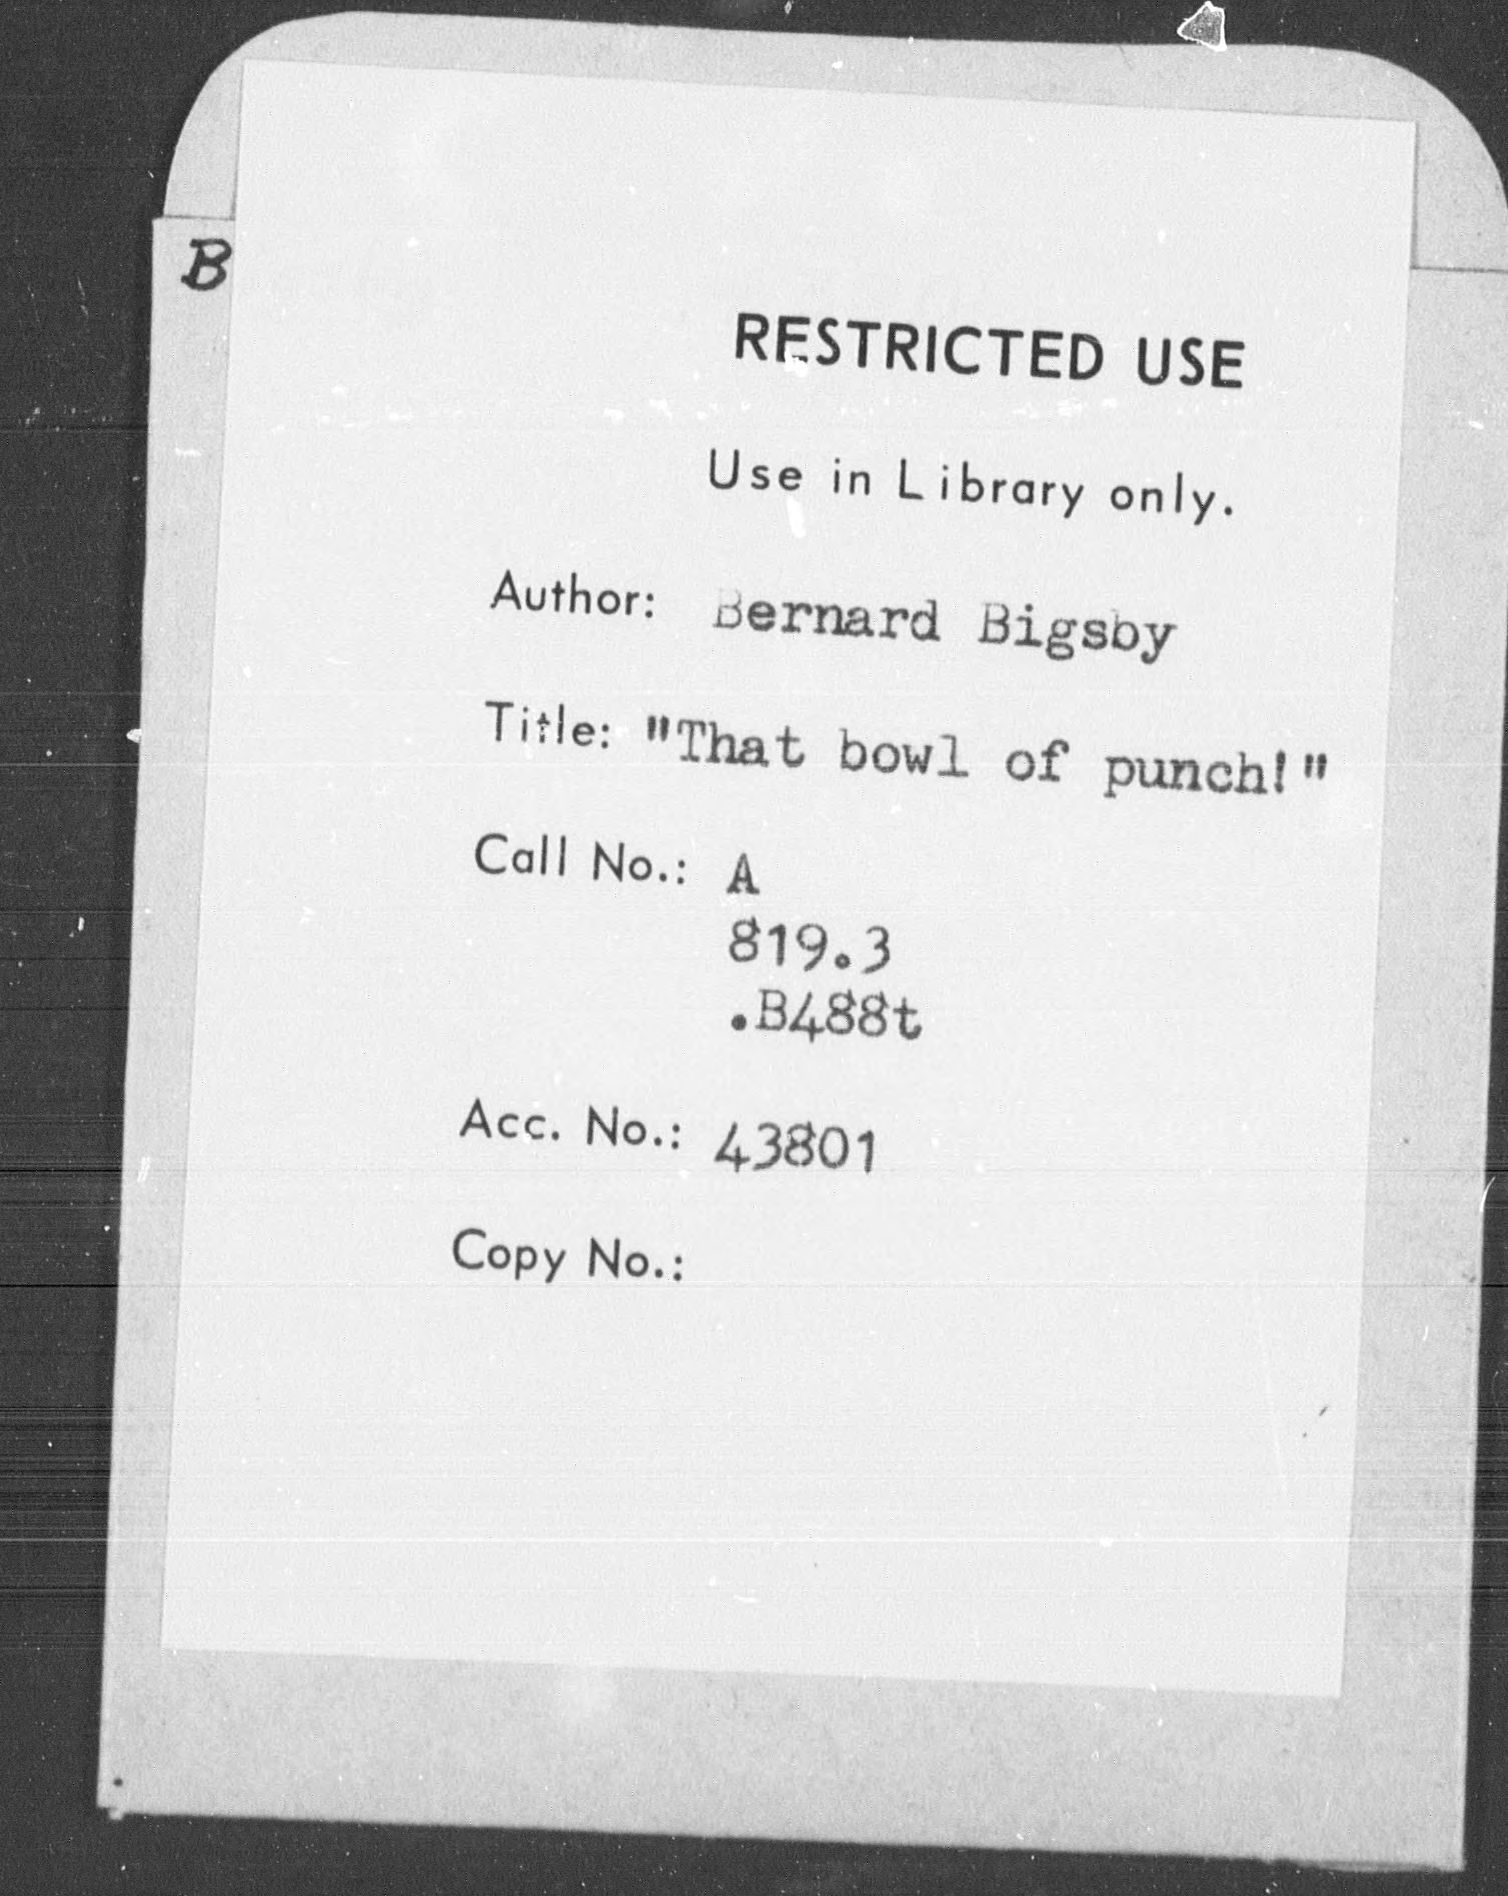 B
RESTRICTED USE
Use in Library only.
Author: Bernard Bigsby
Title: "That bowl of punch!"
Call No.: A
819.3
.B488t
Acc. No.: 43801
Copy No.: